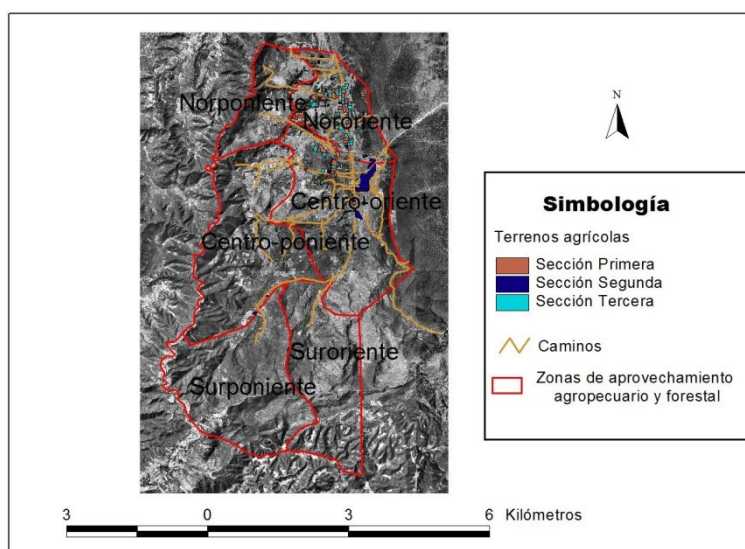 Norponiente
Nororiente
Centro-oriente
Centro-poniente
Suroriente
Surponiente
N
Simbología
Terrenos agrícolas
Sección Primera
Sección Segunda
Sección Tercera
Caminos
Zonas de aprovechamiento
agropecuario y forestal
3 0 3 6 Kilómetros